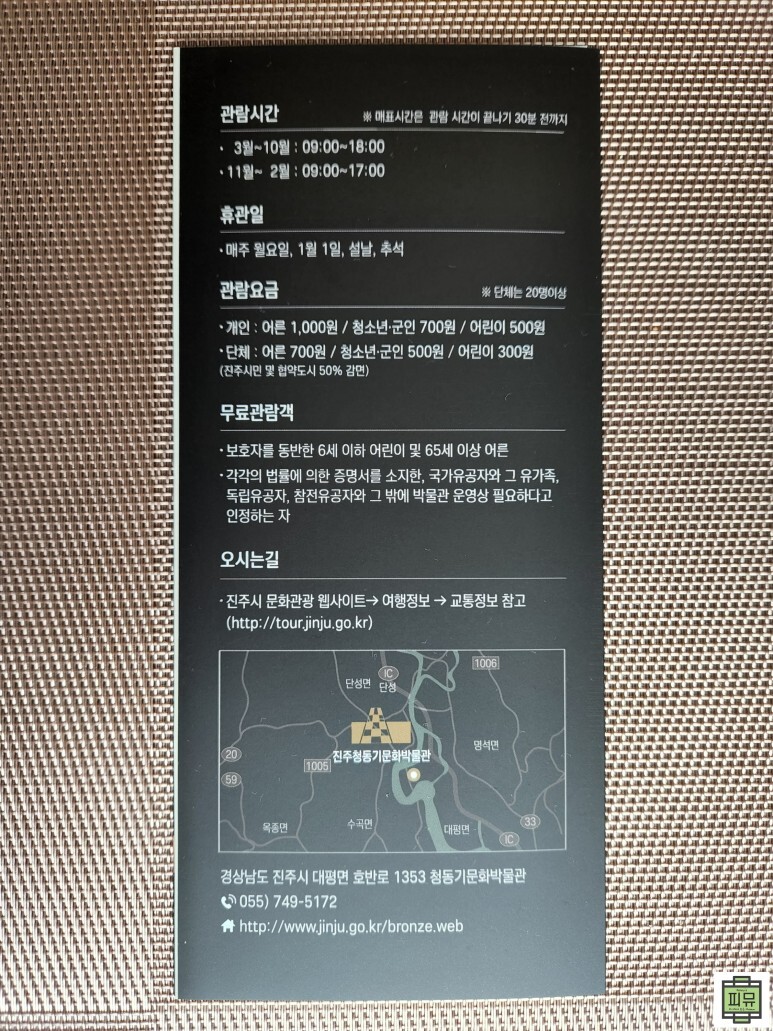 관람시간 ※ 매표시간은 관람 시간이 끝나기 30분 전까지
· 3월~10월 : 09:00~18:00
· 11월~ 2월 : 09:00~17:00
휴관일
· 매주 월요일, 1월 1일, 설날, 추석
관람요금 ※ 단체는 20명이상
· 개인 : 어른 1,000원 / 청소년·군인 700원 / 어린이 500원
· 단체 : 어른 700원 / 청소년·군인 500원 / 어린이 300원
(진주시민 및 협약도시 50% 감면)
무료관람객
· 보호자를 동반한 6세 이하 어린이 및 65세 이상 어른
· 각각의 법률에 의한 증명서를 소지한, 국가유공자와 그 유가족,
독립유공자, 참전유공자와 그 밖에 박물관 운영상 필요하다고
인정하는 자
오시는길
· 진주시 문화관광 웹사이트→ 여행정보 → 교통정보 참고
(http://tour.jinju.go.kr)
1006
IC
단성면 단성
명석면
진주청동기문화박물관
20
1005
59
33
옥종면 수곡면 대평면
IC
경상남도 진주시 대평면 호반로 1353 청동기문화박물관
055) 749-5172
http://www.jinju.go.kr/bronze.web
피뮤